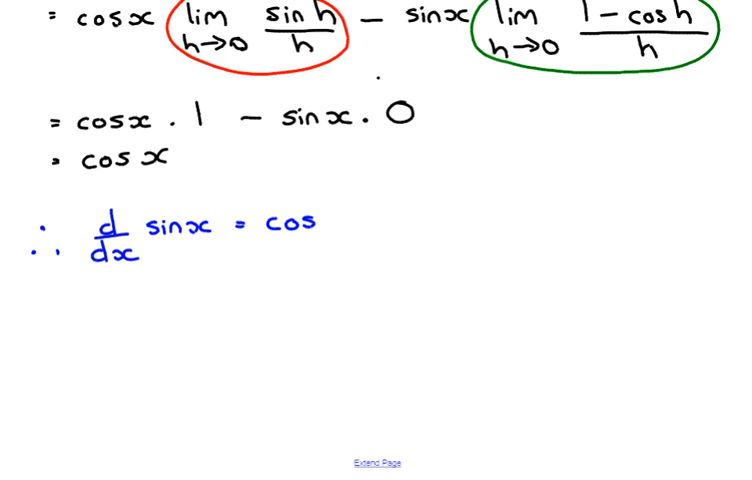 = cosx lim h→0 sin h / h − sinx lim h→0 1 − cos h / h
= cosx . 1 − sinx . 0
= cos x
∴ d/dx sinx = cos
Extend Page